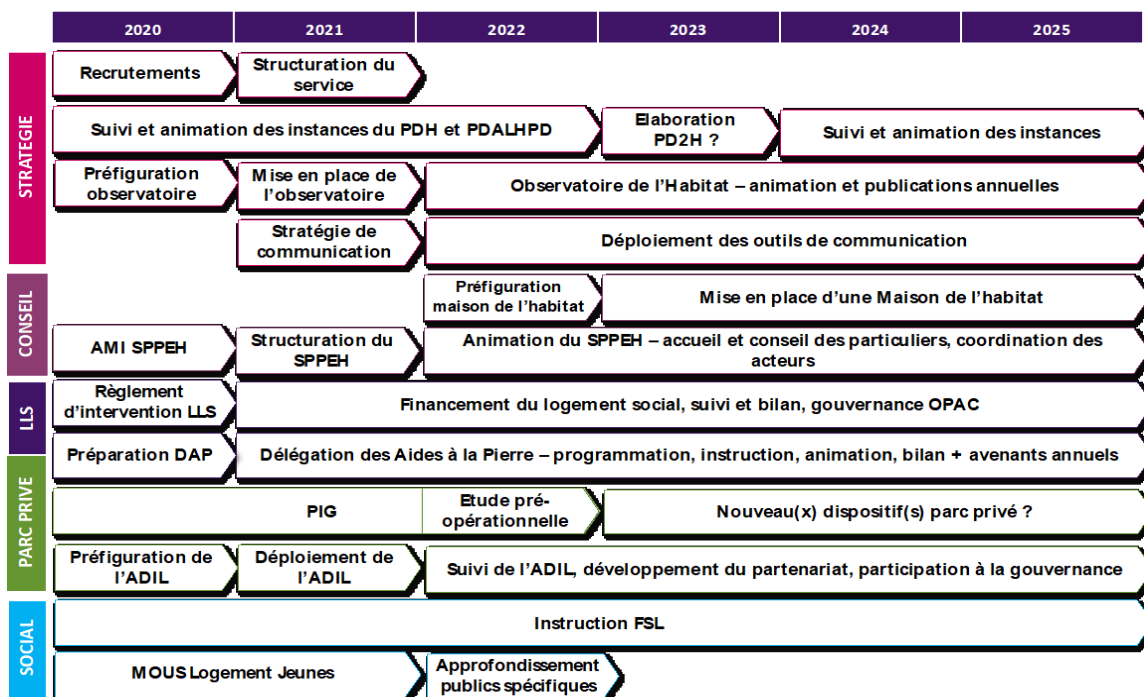 2020 2021 2022 2023 2024 2025
STRATEGIE
Recrutements
Structuration du
service
Suivi et animation des instances du PDH et PDALHPD
Elaboration
PD2H ?
Suivi et animation des instances
Préfiguration
observatoire
Mise en place de
l'observatoire
Observatoire de l'Habitat – animation et publications annuelles
Stratégie de
communication
Déploiement des outils de communication
CONSEIL
Préfiguration
maison de l'habitat
Mise en place d'une Maison de l'habitat
AMI SPPEH
Structuration du
SPPEH
Animation du SPPEH – accueil et conseil des particuliers, coordination des
acteurs
LLS
Règlement
d'intervention LLS
Financement du logement social, suivi et bilan, gouvernance OPAC
Préparation DAP
Délégation des Aides à la Pierre – programmation, instruction, animation, bilan + avenants annuels
PARC PRIVE
PIG
Etude pré-
opérationnelle
Nouveau(x) dispositif(s) parc privé ?
Préfiguration de
l'ADIL
Déploiement de
l'ADIL
Suivi de l'ADIL, développement du partenariat, participation à la gouvernance
SOCIAL
Instruction FSL
MOUS Logement Jeunes
Approfondissement
publics spécifiques